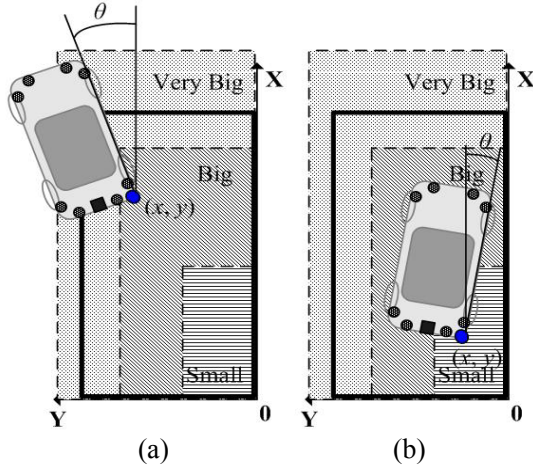 θ
Very Big
X
Big
(x, y)
Small
Y
0
(a)
Very Big
X
θ
Big
(x, y)
Small
Y
0
(b)